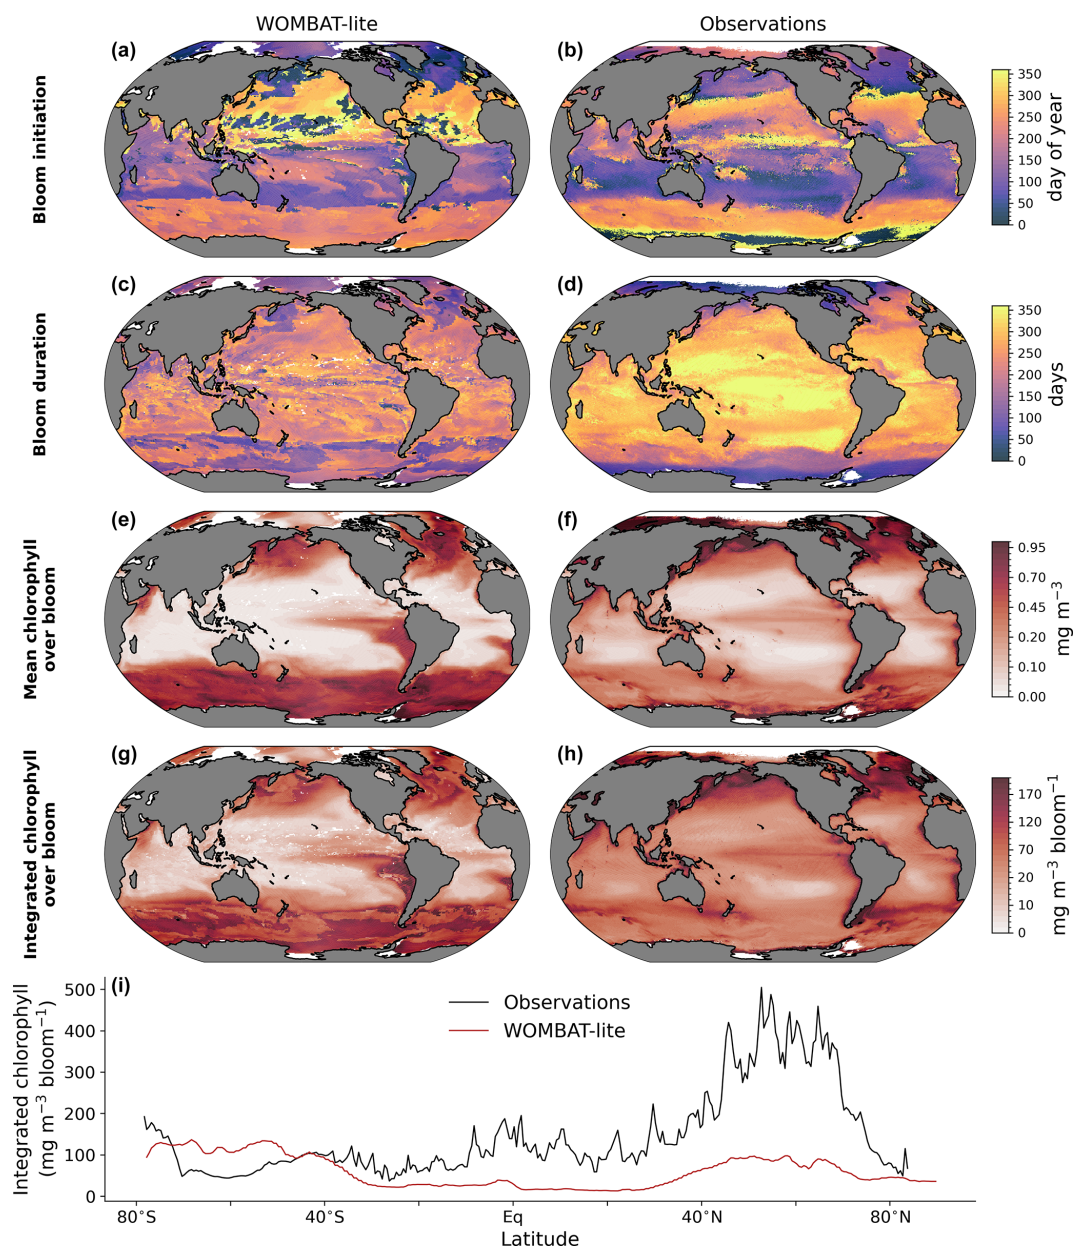 WOMBAT-lite
Observations
(a)
(b)
Bloom initiation
350
300
250
200
150
100
50
0
day of year
(c)
(d)
Bloom duration
350
300
250
200
150
100
50
0
days
(e)
(f)
Mean chlorophyll
over bloom
0.95
0.70
0.45
0.20
0.10
0.00
mg m⁻³
(g)
(h)
Integrated chlorophyll
over bloom
170
120
70
20
10
0
mg m⁻³ bloom⁻¹
(i)
Integrated chlorophyll
(mg m⁻³ bloom⁻¹)
500
400
300
200
100
0
Observations
WOMBAT-lite
80°S
40°S
Eq
40°N
80°N
Latitude